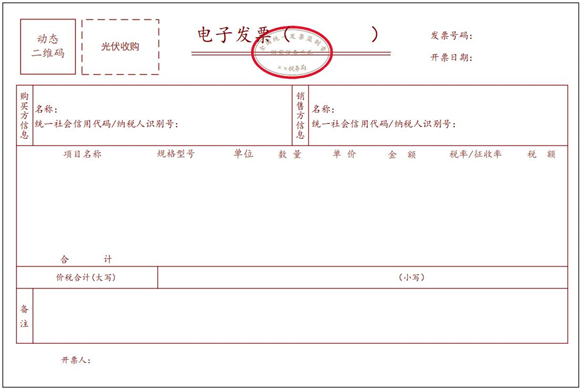 动态
二维码
光伏收购
电子发票（ ）
发票号码：
开票日期：
购买方信息
名称：
统一社会信用代码/纳税人识别号：
销售方信息
名称：
统一社会信用代码/纳税人识别号：
项目名称 规格型号 单位 数 量 单 价 金 额 税率/征收率 税 额
合 计
价税合计(大写) （小写）
备注
开票人：